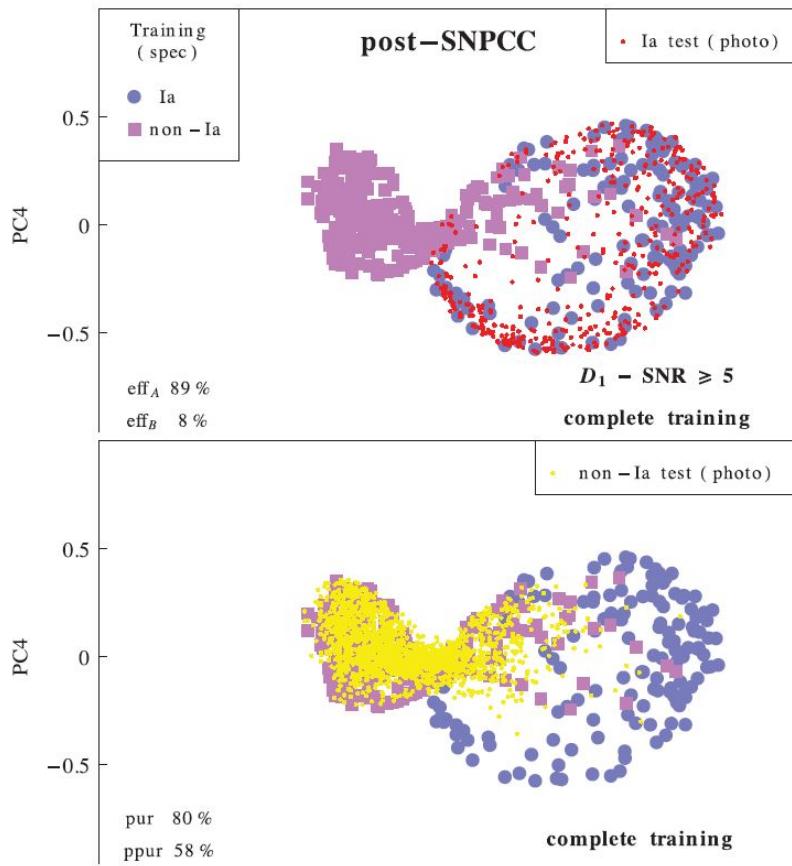 Training
( spec )
Ia
non −Ia
post−SNPCC
Ia test ( photo )
PC4
0.5
0
−0.5
eff_A 89 %
eff_B 8 %
D_1 − SNR ⩾ 5
complete training
non −Ia test ( photo )
PC4
0.5
0
−0.5
pur 80 %
ppur 58 %
complete training